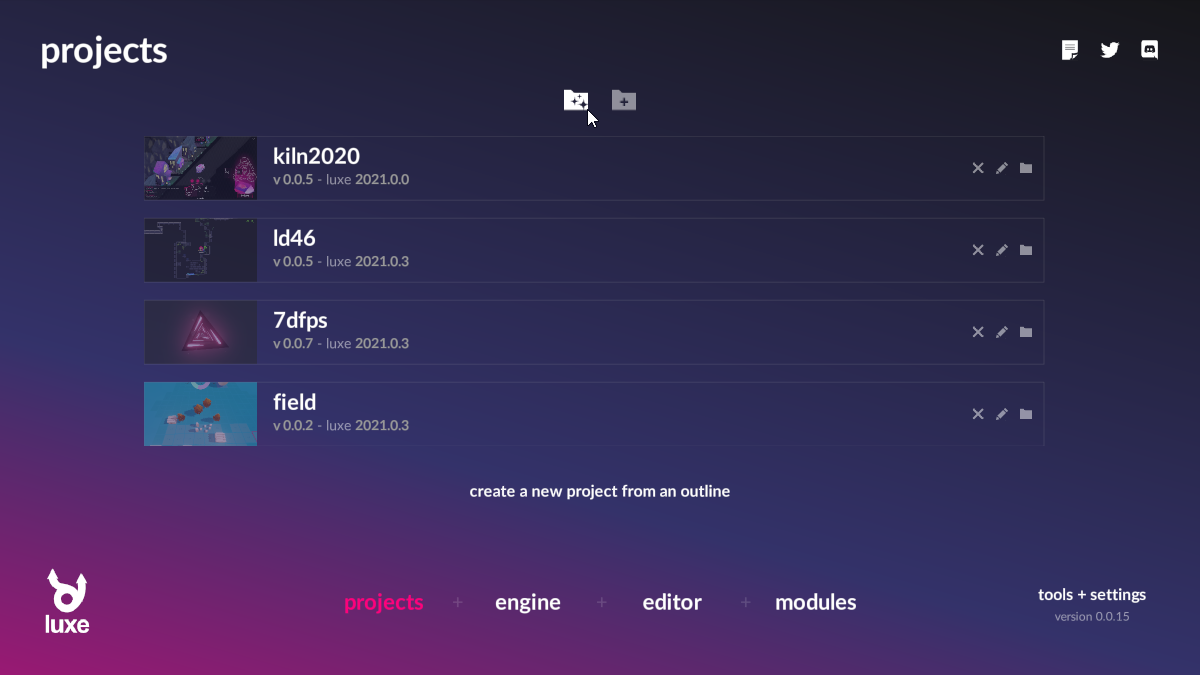 projects
kiln2020
v 0.0.5 - luxe 2021.0.0
ld46
v 0.0.5 - luxe 2021.0.3
7dfps
v 0.0.7 - luxe 2021.0.3
field
v 0.0.2 - luxe 2021.0.3
create a new project from an outline
luxe
projects + engine + editor + modules
tools + settings
version 0.0.15